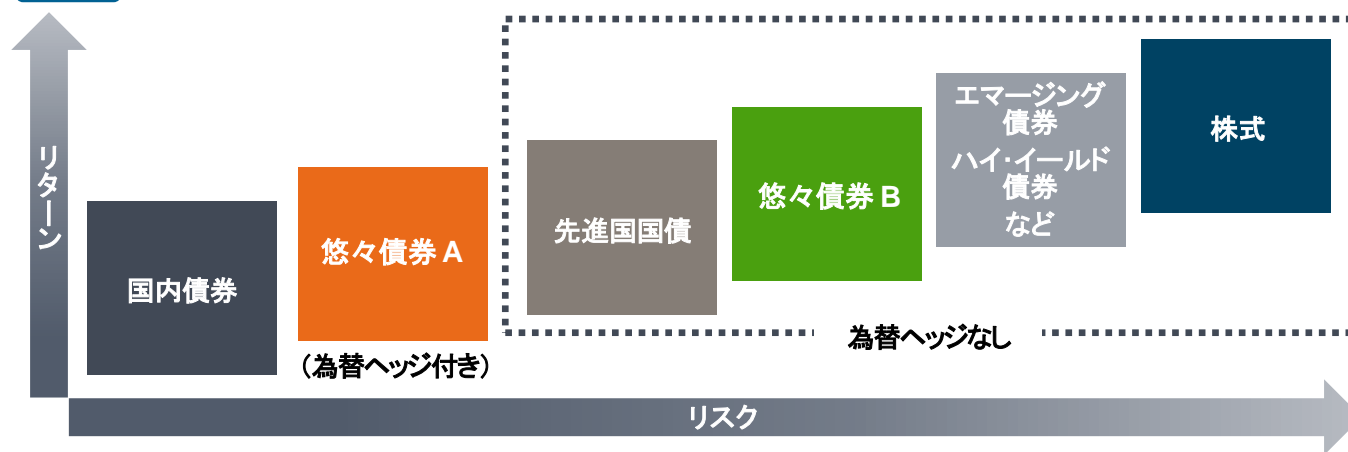 リターン
国内債券
悠々債券 A
(為替ヘッジ付き)
先進国国債
悠々債券 B
エマージング
債券
ハイ・イールド
債券
など
株式
為替ヘッジなし
リスク